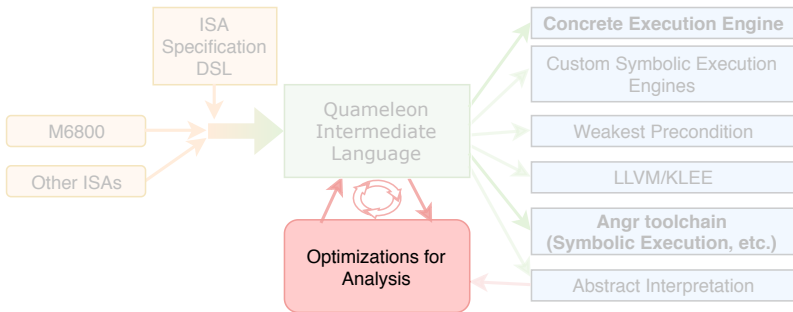 ISA
Specification
DSL
M6800
Other ISAs
Quameleon
Intermediate
Language
Optimizations for
Analysis
Concrete Execution Engine
Custom Symbolic Execution
Engines
Weakest Precondition
LLVM/KLEE
Angr toolchain
(Symbolic Execution, etc.)
Abstract Interpretation